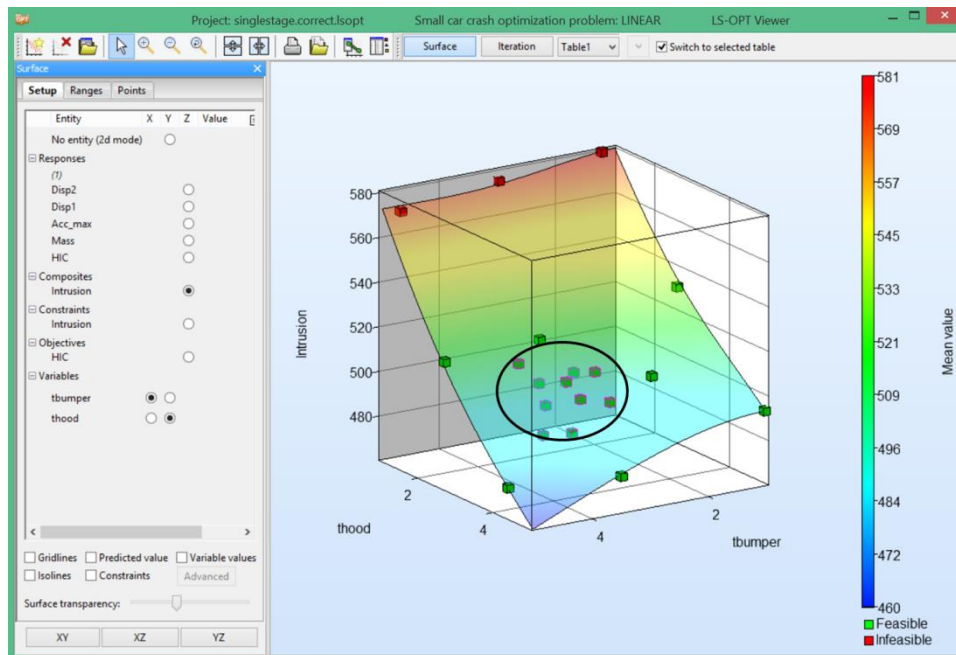 Project: singlestage.correct.lsopt Small car crash optimization problem: LINEAR LS-OPT Viewer
Surface Iteration Table1 Switch to selected table
Surface
Setup Ranges Points
Entity X Y Z Value
No entity (2d mode)
Responses
(1)
Disp2
Disp1
Acc_max
Mass
HIC
Composites
Intrusion
Constraints
Intrusion
Objectives
HIC
Variables
tbumper
thood
Gridlines Predicted value Variable values
Isolines Constraints Advanced
Surface transparency:
XY XZ YZ
Intrusion
580
560
540
520
500
480
2
4
thood
4
2
tbumper
581
569
557
545
533
521
509
496
484
472
460
Mean value
Feasible
Infeasible